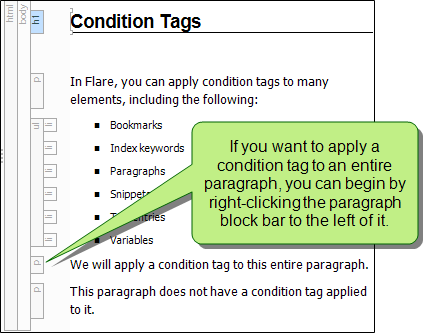 html
body
h1
Condition Tags
p
In Flare, you can apply condition tags to many
elements, including the following:
ul
li
Bookmarks
li
Index keywords
li
Paragraphs
li
Snippets
li
Entries
li
Variables
If you want to apply a
condition tag to an entire
paragraph, you can begin by
right-clicking the paragraph
block bar to the left of it.
p
We will apply a condition tag to this entire paragraph.
p
This paragraph does not have a condition tag applied
to it.